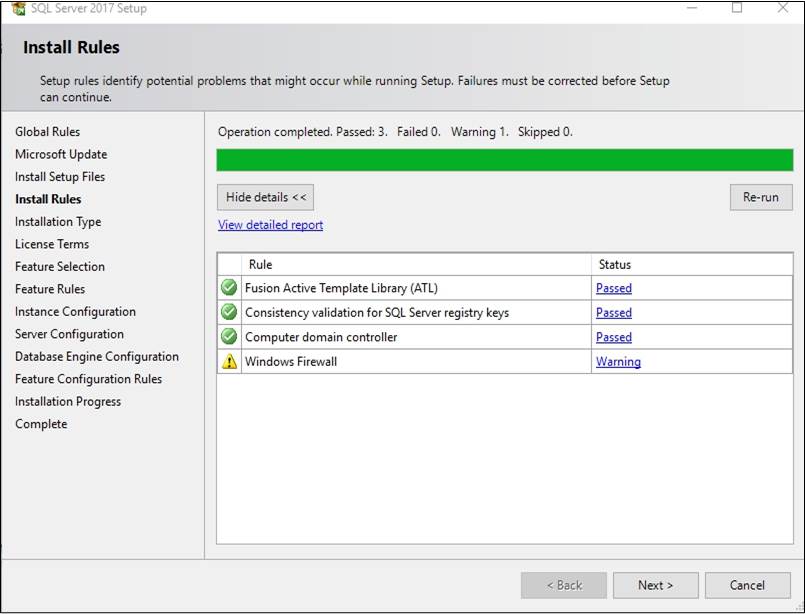 SQL Server 2017 Setup
Install Rules
Setup rules identify potential problems that might occur while running Setup. Failures must be corrected before Setup
can continue.
Global Rules
Microsoft Update
Install Setup Files
Install Rules
Installation Type
License Terms
Feature Selection
Feature Rules
Instance Configuration
Server Configuration
Database Engine Configuration
Feature Configuration Rules
Installation Progress
Complete
Operation completed. Passed: 3. Failed 0. Warning 1. Skipped 0.
Hide details <<
Re-run
View detailed report
Rule Status
Fusion Active Template Library (ATL) Passed
Consistency validation for SQL Server registry keys Passed
Computer domain controller Passed
Windows Firewall Warning
< Back Next > Cancel